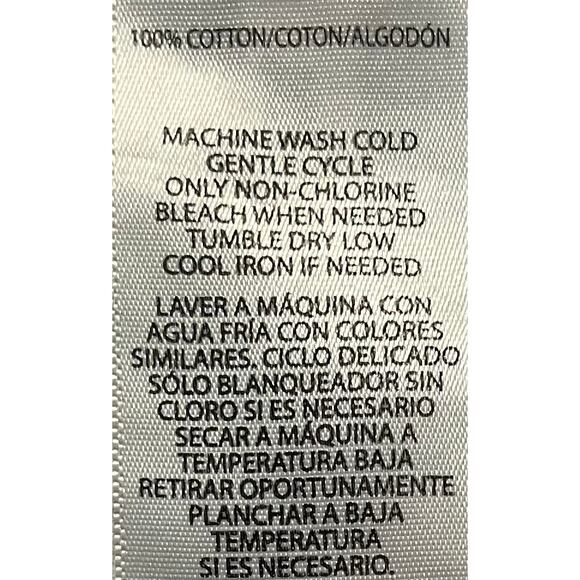 100% COTTON/COTON/ALGODÓN
MACHINE WASH COLD
GENTLE CYCLE
ONLY NON-CHLORINE
BLEACH WHEN NEEDED
TUMBLE DRY LOW
COOL IRON IF NEEDED
LAVER A MÁQUINA CON
AGUA FRÍA CON COLORES
SIMILARES. CICLO DELICADO
SÓLO BLANQUEADOR SIN
CLORO SI ES NECESARIO
SECAR A MÁQUINA A
TEMPERATURA BAJA
RETIRAR OPORTUNAMENTE
PLANCHAR A BAJA
TEMPERATURA
SI ES NECESARIO.